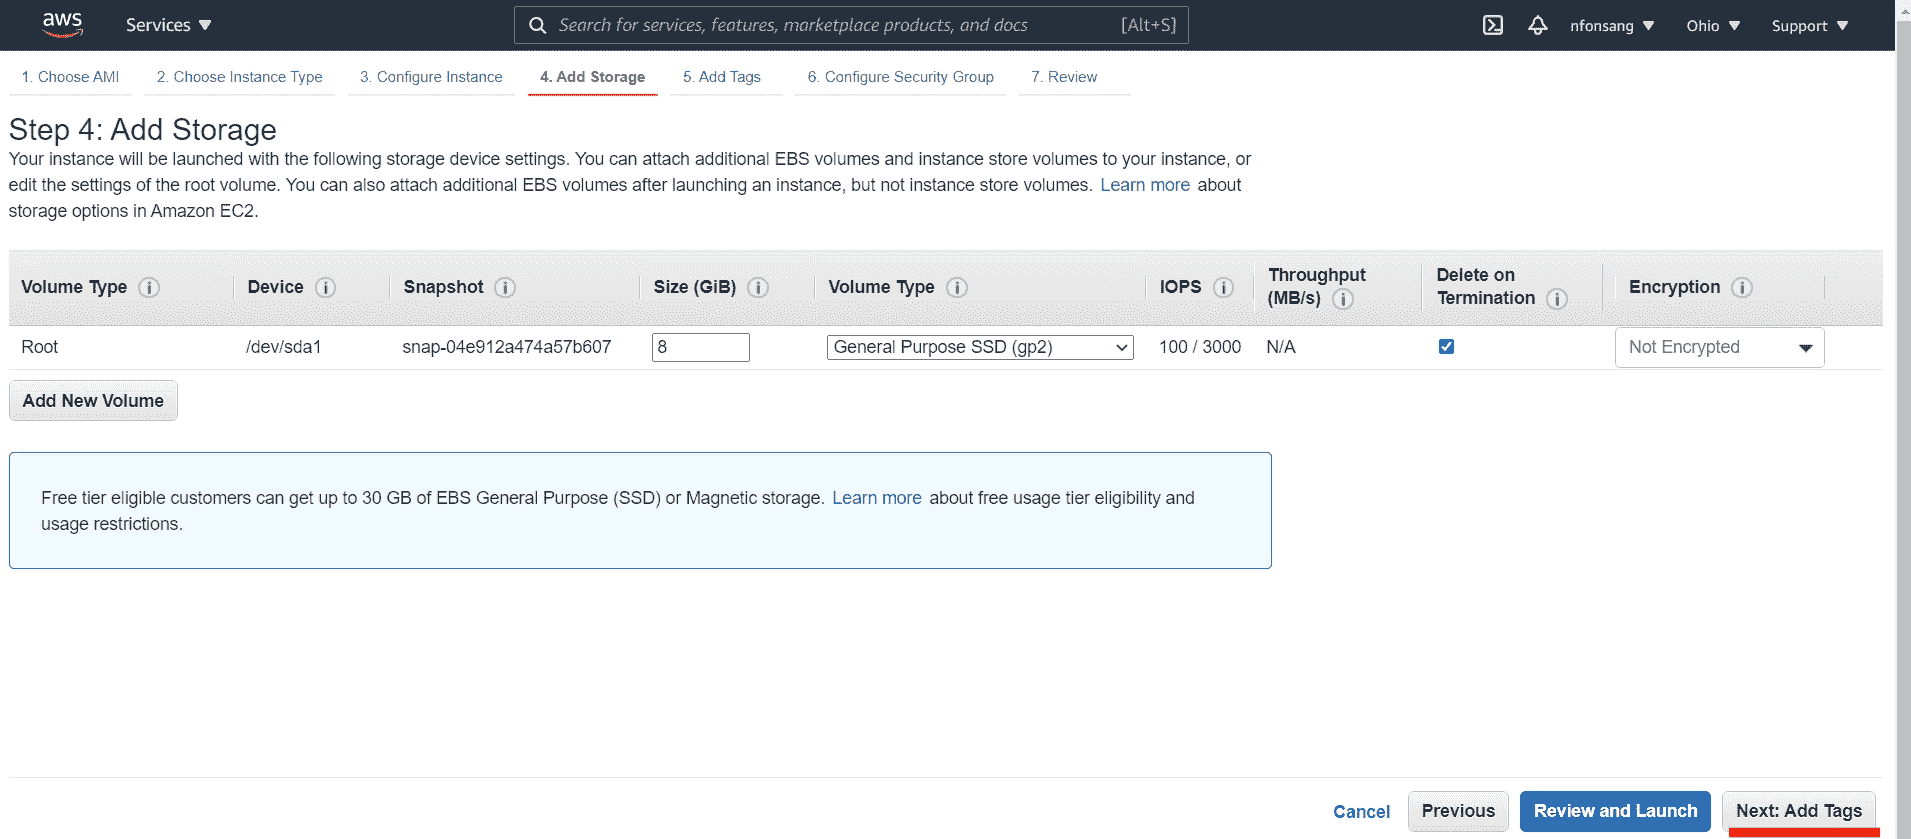 aws Services Search for services, features, marketplace products, and docs [Alt+S] nfonsang Ohio Support
1. Choose AMI 2. Choose Instance Type 3. Configure Instance 4. Add Storage 5. Add Tags 6. Configure Security Group 7. Review
Step 4: Add Storage
Your instance will be launched with the following storage device settings. You can attach additional EBS volumes and instance store volumes to your instance, or
edit the settings of the root volume. You can also attach additional EBS volumes after launching an instance, but not instance store volumes. Learn more about
storage options in Amazon EC2.
Volume Type i Device i Snapshot i Size (GiB) i Volume Type i IOPS i Throughput (MB/s) i Delete on Termination i Encryption i
Root /dev/sda1 snap-04e912a474a57b607 8 General Purpose SSD (gp2) 100 / 3000 N/A Not Encrypted
Add New Volume
Free tier eligible customers can get up to 30 GB of EBS General Purpose (SSD) or Magnetic storage. Learn more about free usage tier eligibility and
usage restrictions.
Cancel Previous Review and Launch Next: Add Tags